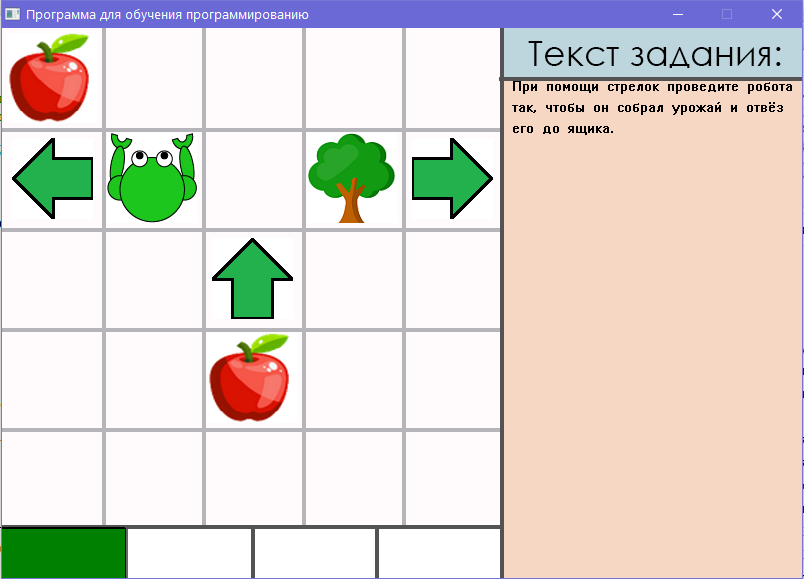 Программа для обучения программированию
Текст задания:
При помощи стрелок проведите робота
так, чтобы он собрал урожай и отвёз
его до ящика.